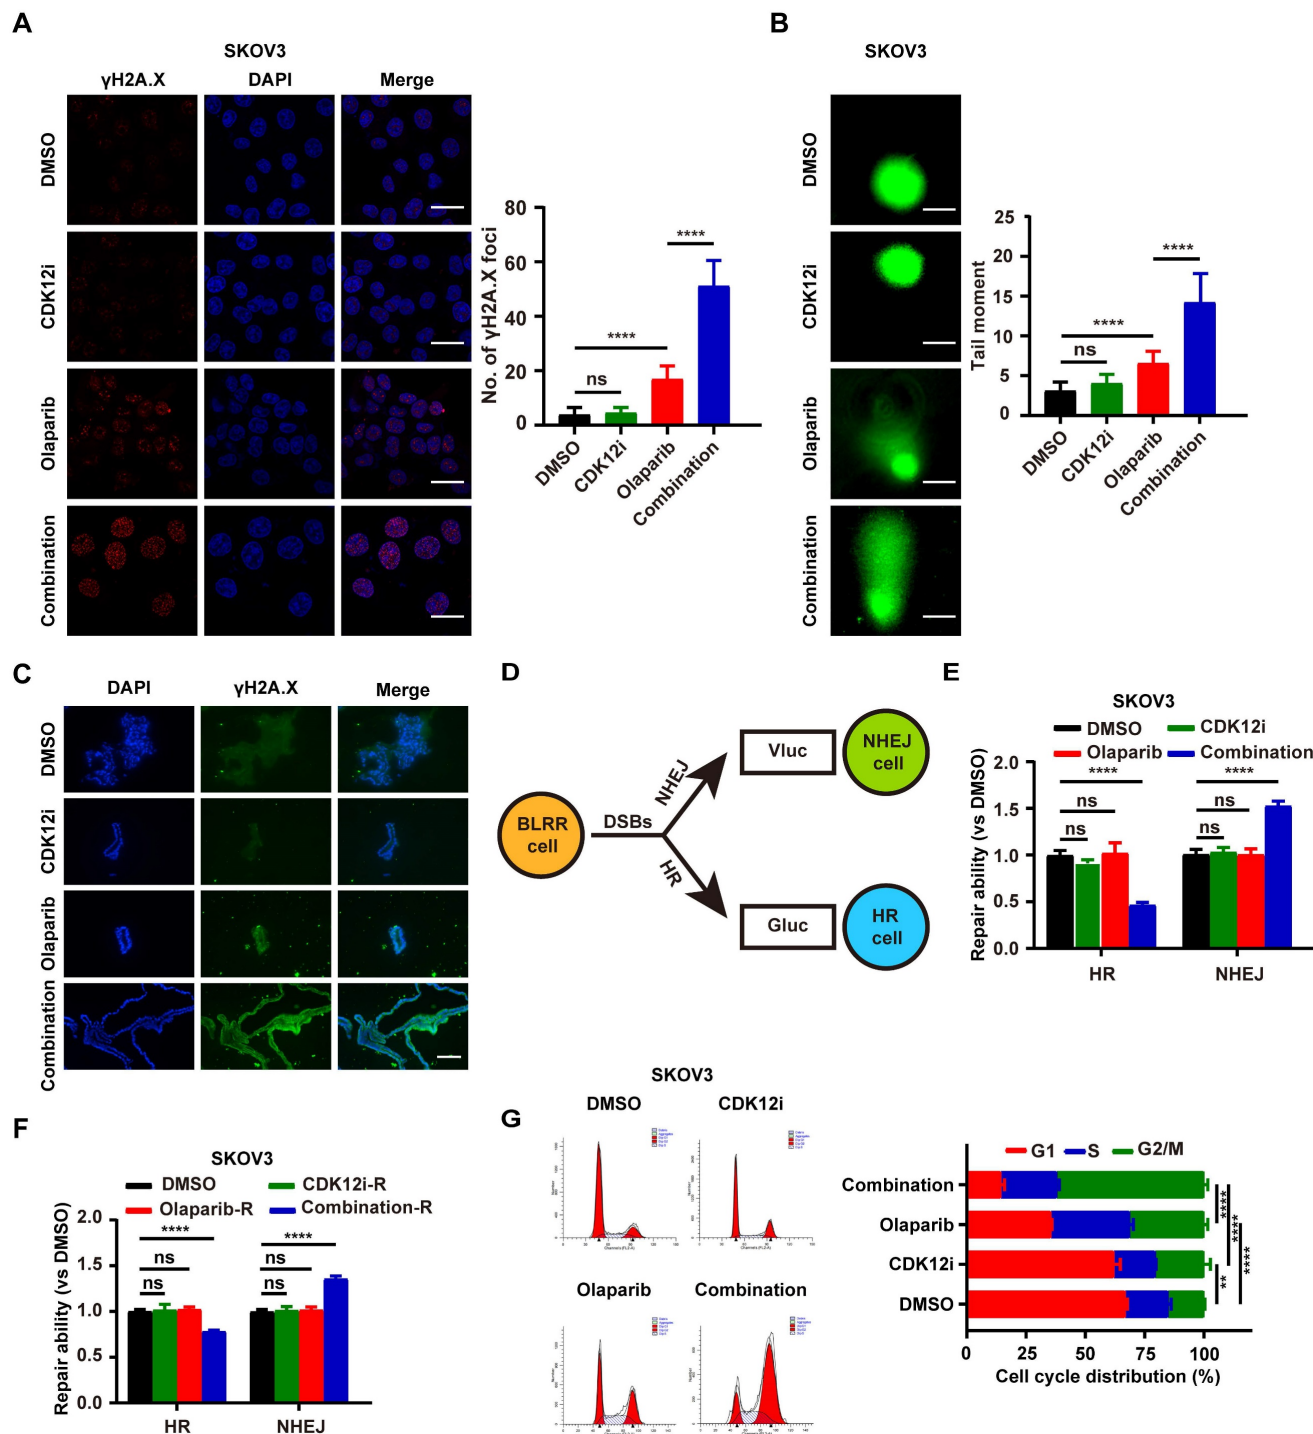 A
SKOV3
γH2A.X DAPI Merge
DMSO
CDK12i
Olaparib
Combination
No. of γH2A.X foci
80
60
40
20
0
ns
****
****
DMSO
CDK12i
Olaparib
Combination
B
SKOV3
DMSO
CDK12i
Olaparib
Combination
Tail moment
25
20
15
10
5
0
ns
****
****
DMSO
CDK12i
Olaparib
Combination
C
DAPI γH2A.X Merge
DMSO
CDK12i
Olaparib
Combination
D
BLRR
cell
DSBs
NHEJ
HR
Vluc
NHEJ
cell
Gluc
HR
cell
E
SKOV3
DMSO CDK12i
Olaparib Combination
Repair ability (vs DMSO)
2.0
1.5
1.0
0.5
0.0
****
ns
ns
****
ns
ns
HR NHEJ
F
SKOV3
DMSO CDK12i-R
Olaparib-R Combination-R
Repair ability (vs DMSO)
2.0
1.5
1.0
0.5
0.0
****
ns
ns
****
ns
ns
HR NHEJ
G
SKOV3
DMSO CDK12i
Olaparib Combination
G1 S G2/M
Combination
Olaparib
CDK12i
DMSO
****
****
**
****
0 25 50 75 100
Cell cycle distribution (%)